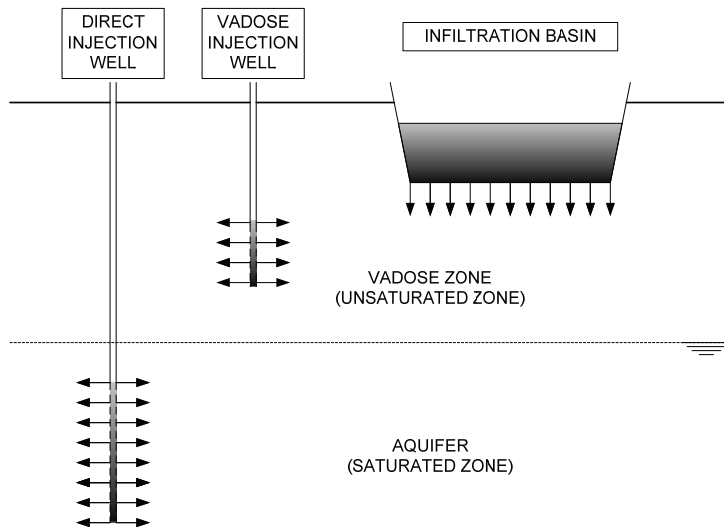 DIRECT
INJECTION
WELL
VADOSE
INJECTION
WELL
INFILTRATION BASIN
VADOSE ZONE
(UNSATURATED ZONE)
AQUIFER
(SATURATED ZONE)